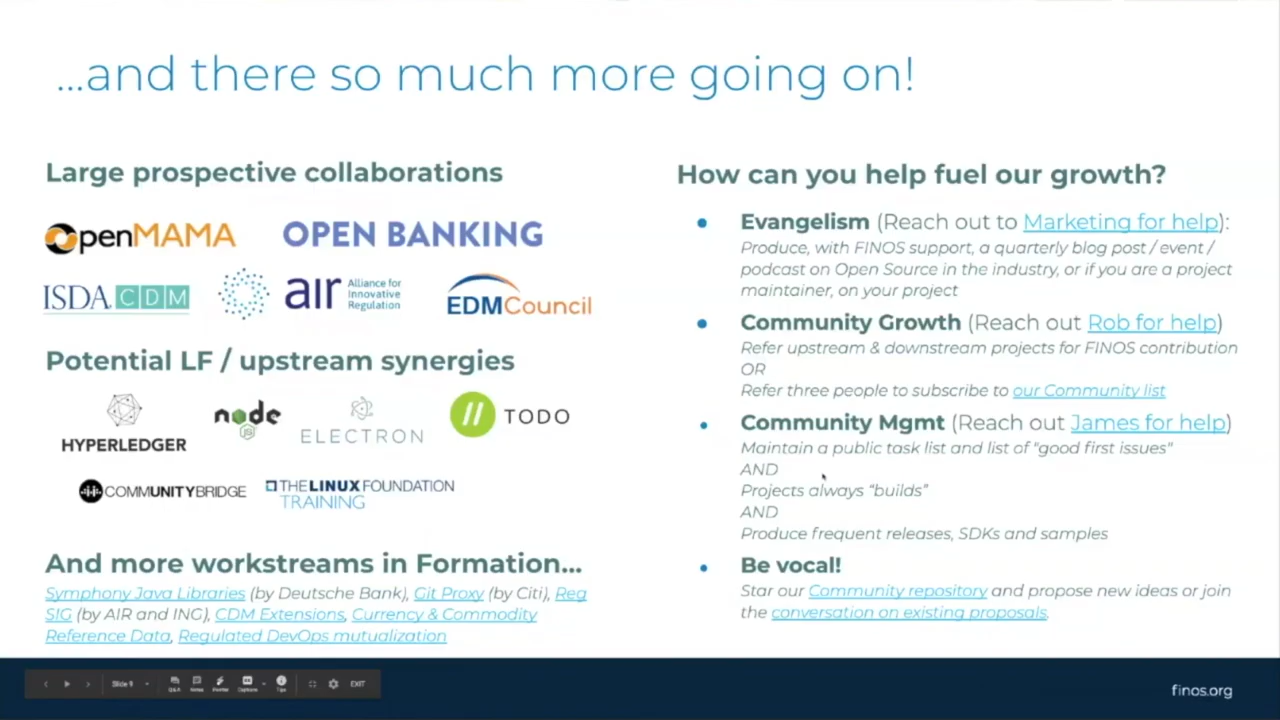 ...and there so much more going on!
Large prospective collaborations
OpenMAMA
OPEN BANKING
ISDA CDM
air Alliance for
Innovative
Regulation
EDMCouncil
Potential LF / upstream synergies
HYPERLEDGER
node
JS
ELECTRON
TODO
COMMUNITYBRIDGE
THE LINUX FOUNDATION
TRAINING
And more workstreams in Formation...
Symphony Java Libraries (by Deutsche Bank), Git Proxy (by Citi), Reg
SIG (by AIR and ING), CDM Extensions, Currency & Commodity
Reference Data, Regulated DevOps mutualization
How can you help fuel our growth?
• Evangelism (Reach out to Marketing for help):
Produce, with FINOS support, a quarterly blog post / event /
podcast on Open Source in the industry, or if you are a project
maintainer, on your project
• Community Growth (Reach out Rob for help)
Refer upstream & downstream projects for FINOS contribution
OR
Refer three people to subscribe to our Community list
• Community Mgmt (Reach out James for help)
Maintain a public task list and list of "good first issues"
AND
Projects always “builds”
AND
Produce frequent releases, SDKs and samples
• Be vocal!
Star our Community repository and propose new ideas or join
the conversation on existing proposals.
Slide 9
Q&A
Notes
Pointer
Captions
Tips
EXIT
finos.org